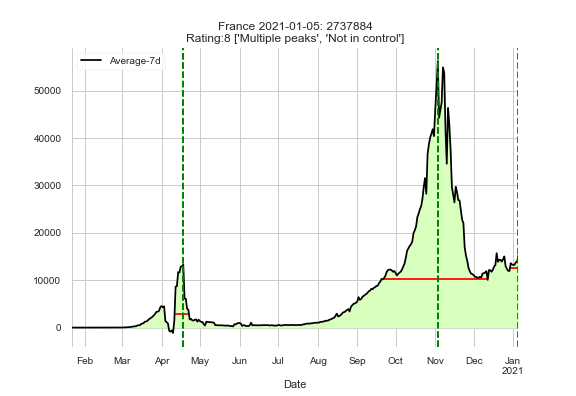 France 2021-01-05: 2737884
Rating:8 ['Multiple peaks', 'Not in control']
Average-7d
50000
40000
30000
20000
10000
0
Feb Mar Apr May Jun Jul Aug Sep Oct Nov Dec Jan
2021
Date